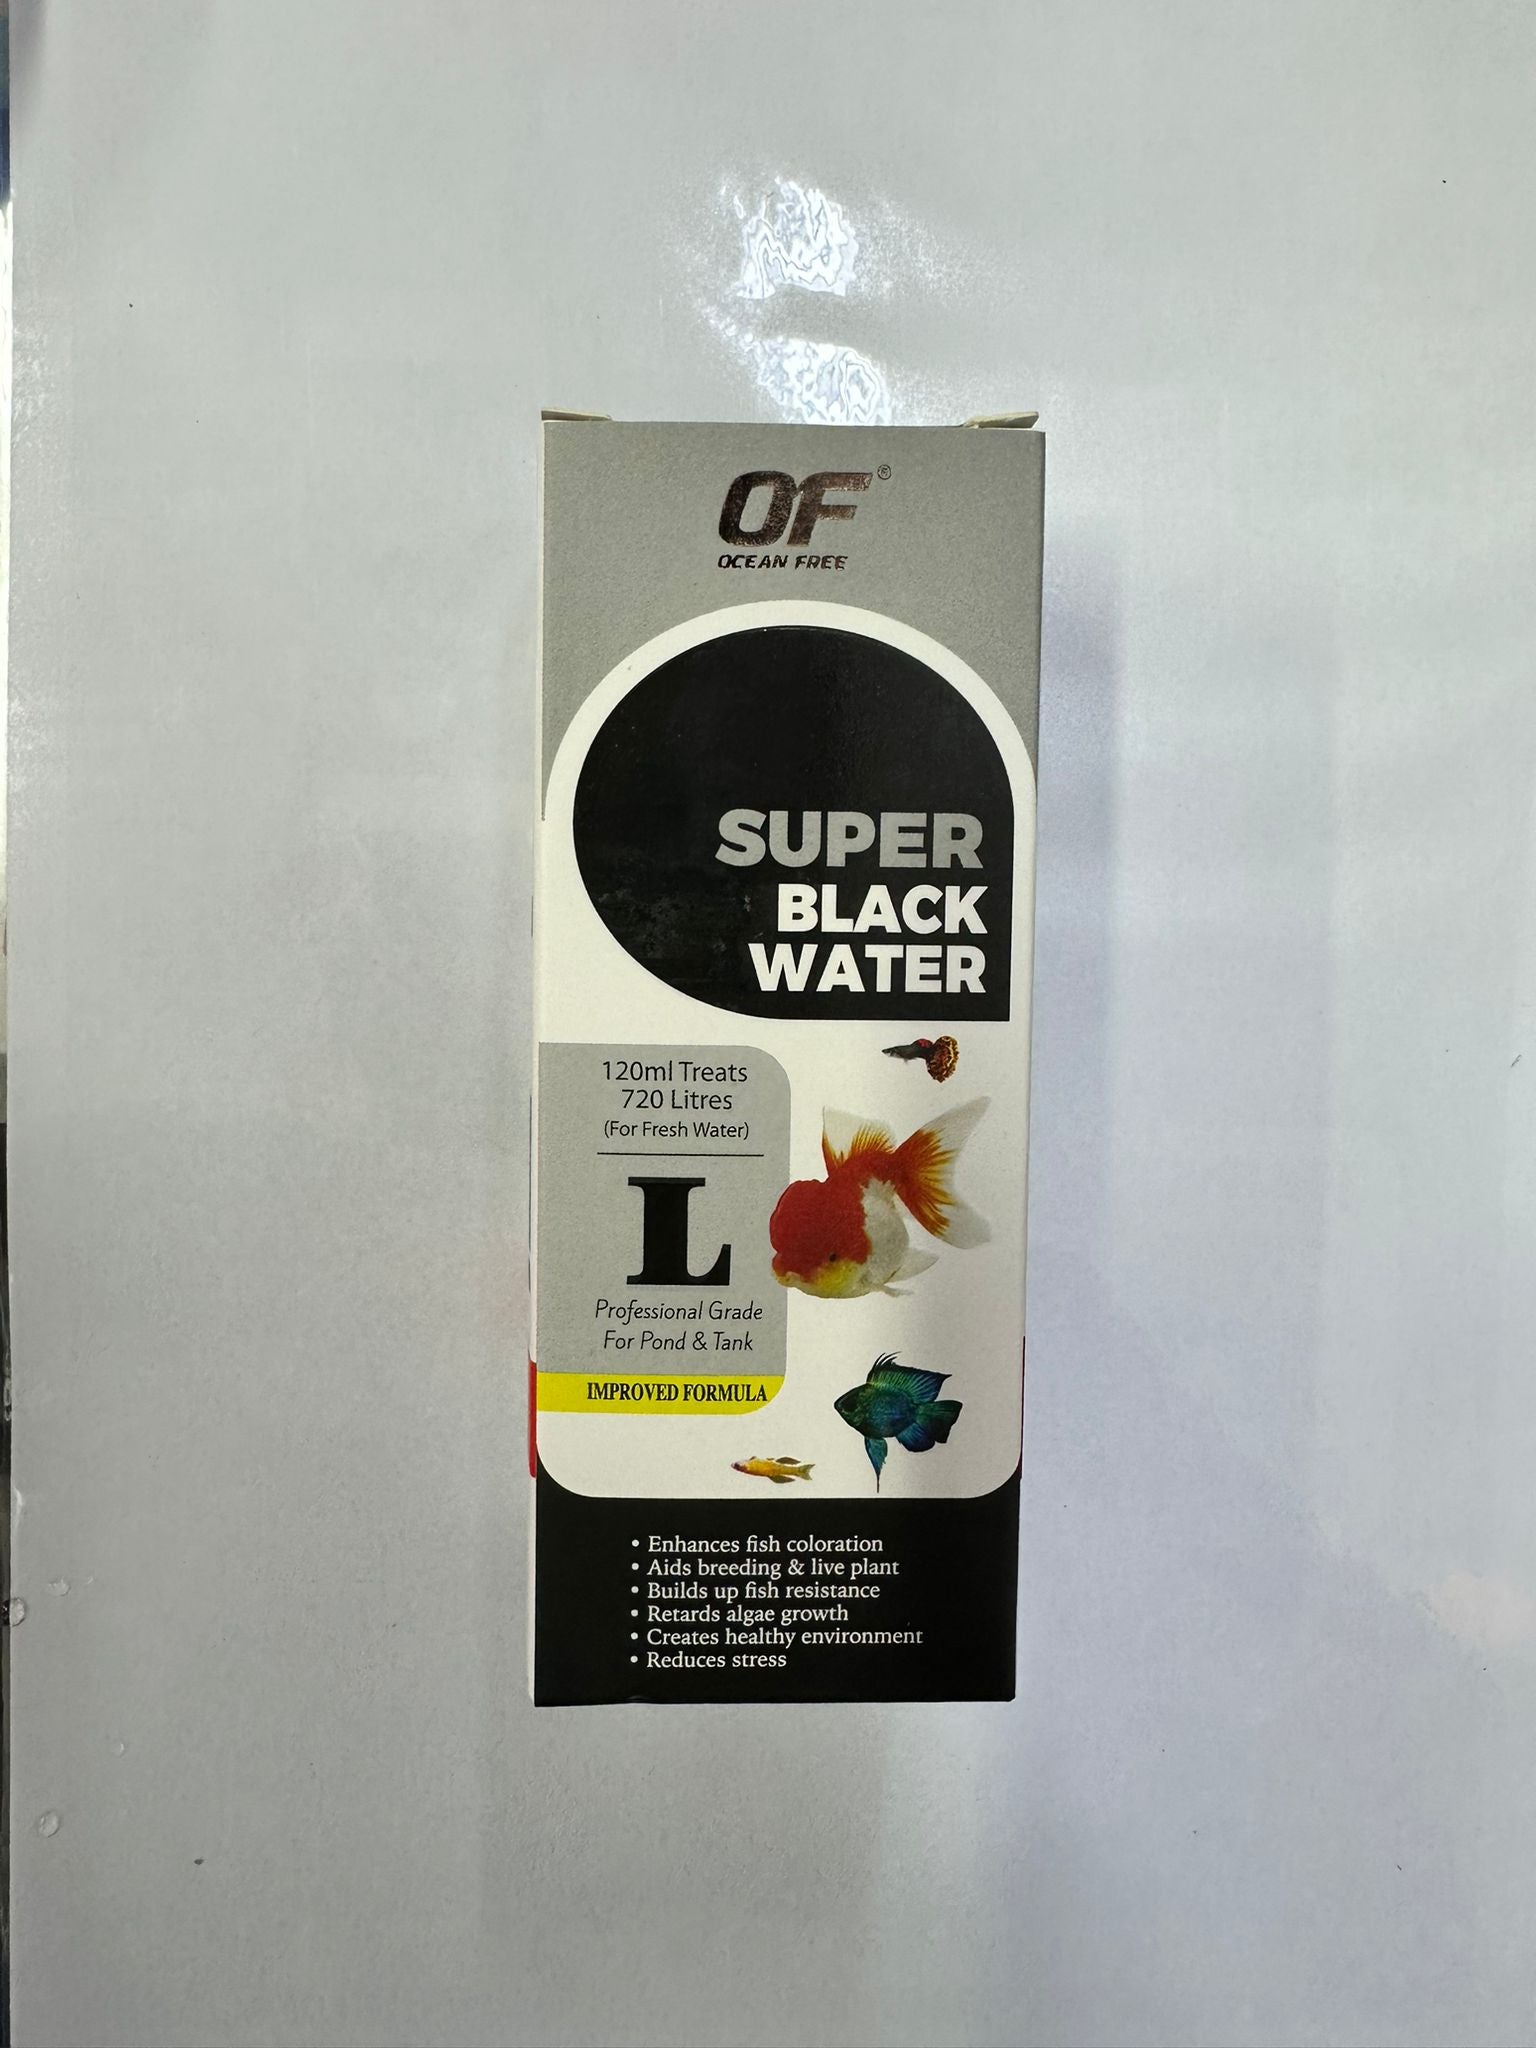 OF®
OCEAN FREE
SUPER
BLACK
WATER
120ml Treats
720 Litres
(For Fresh Water)
L
Professional Grade
For Pond & Tank
IMPROVED FORMULA
• Enhances fish coloration
• Aids breeding & live plant
• Builds up fish resistance
• Retards algae growth
• Creates healthy environment
• Reduces stress